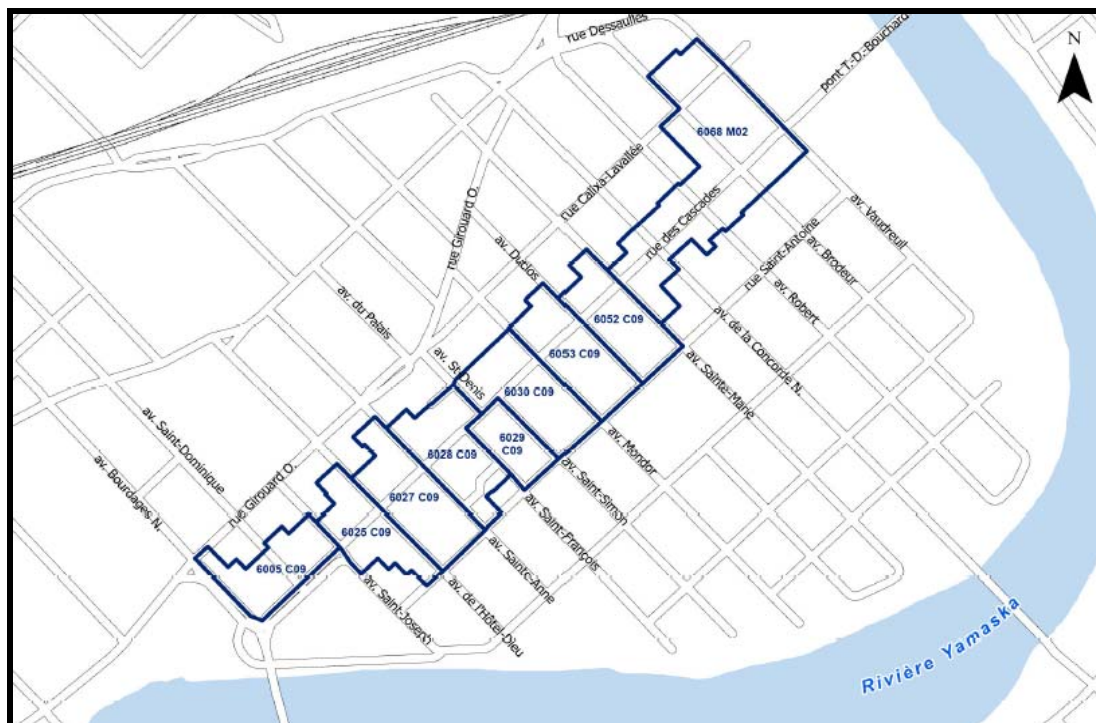 rue Dessaulles
pont T.-D.-Bouchard
N
6068 M02
rue Calixa-Lavallée
rue Girouard O.
rue des Cascades
av. Vaudreuil
rue Saint-Antoine
av. Brodeur
av. Duclos
av. Robert
av. du Palais
6052 C09
av. de la Concorde N.
6053 C09
av. St-Denis
av. Sainte-Marie
6030 C09
av. Saint-Dominique
6029
C09
6028 C09
av. Mondor
av. Bourdages N.
rue Girouard O.
6027 C09
av. Saint-Simon
6025 C09
av. Saint-François
6005 C09
av. Sainte-Anne
av. Saint-Joseph
av. de l'Hôtel-Dieu
Rivière Yamaska